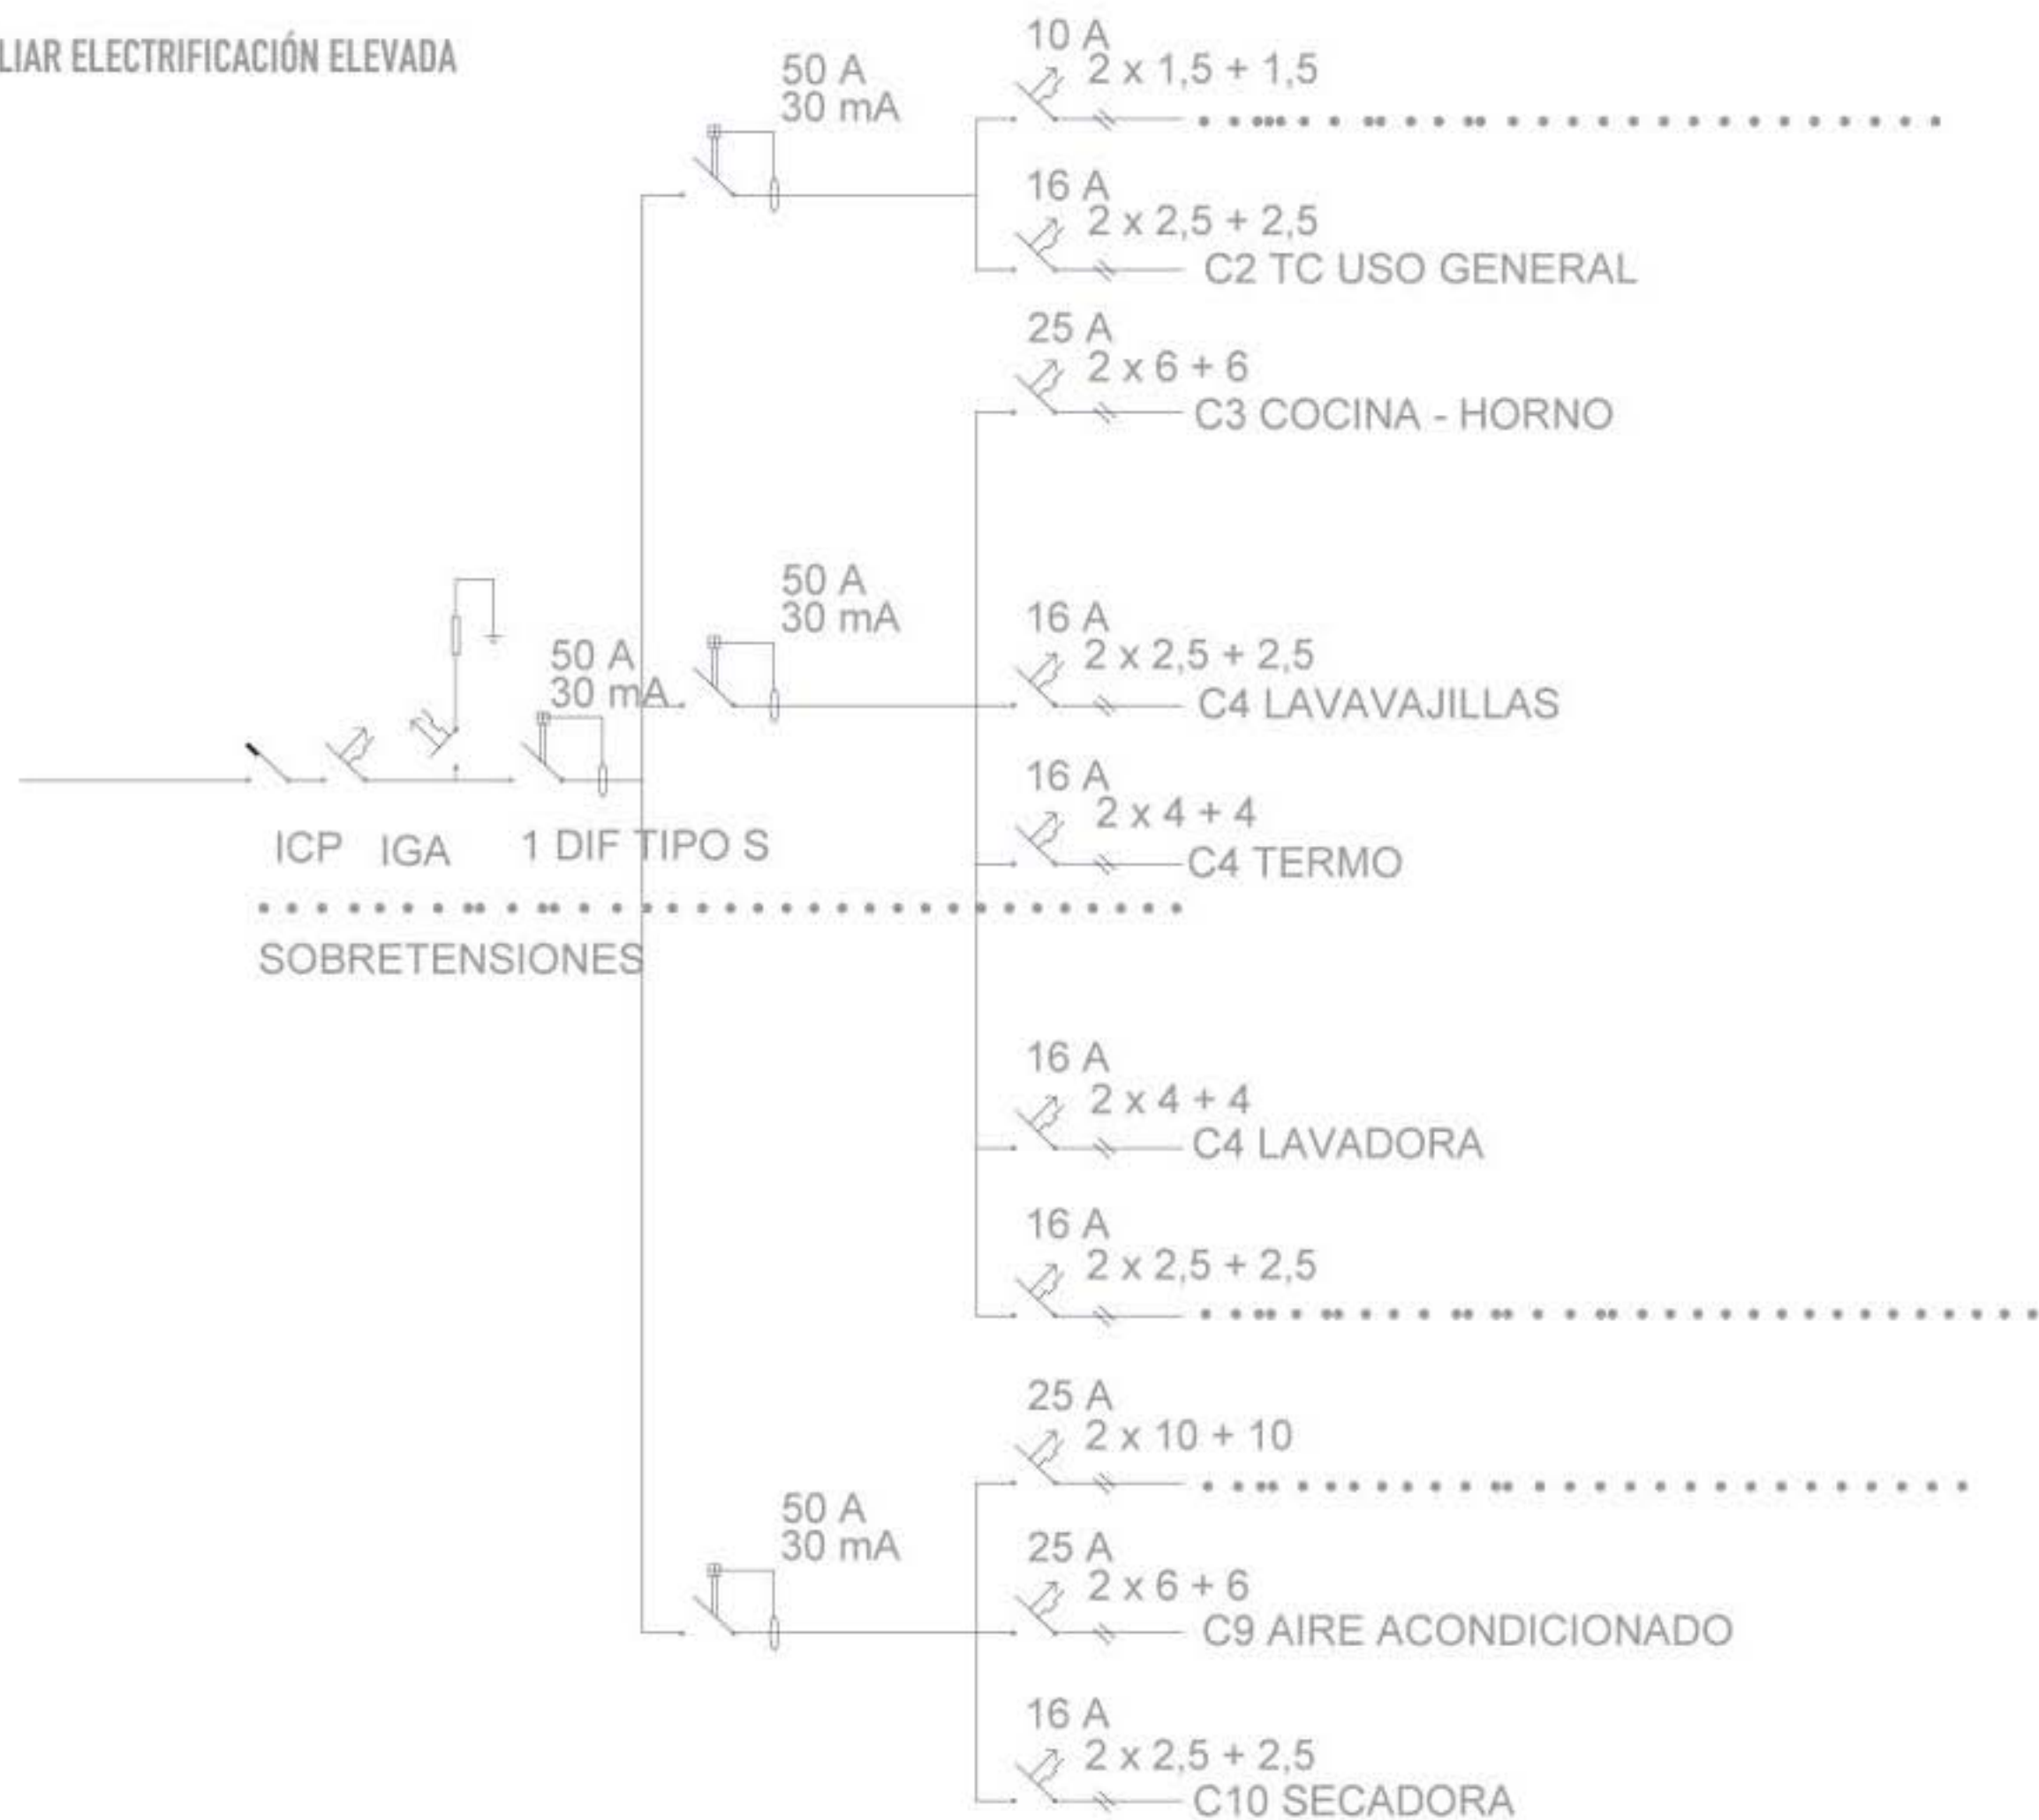 LIAR ELECTRIFICACIÓN ELEVADA
50 A
30 mA
10 A
2 x 1,5 + 1,5
16 A
2 x 2,5 + 2,5
C2 TC USO GENERAL
25 A
2 x 6 + 6
C3 COCINA - HORNO
50 A
30 mA
50 A
30 mA
16 A
2 x 2,5 + 2,5
C4 LAVAVAJILLAS
16 A
2 x 4 + 4
C4 TERMO
ICP IGA 1 DIF TIPO S
SOBRETENSIONES
16 A
2 x 4 + 4
C4 LAVADORA
16 A
2 x 2,5 + 2,5
25 A
2 x 10 + 10
50 A
30 mA
25 A
2 x 6 + 6
C9 AIRE ACONDICIONADO
16 A
2 x 2,5 + 2,5
C10 SECADORA